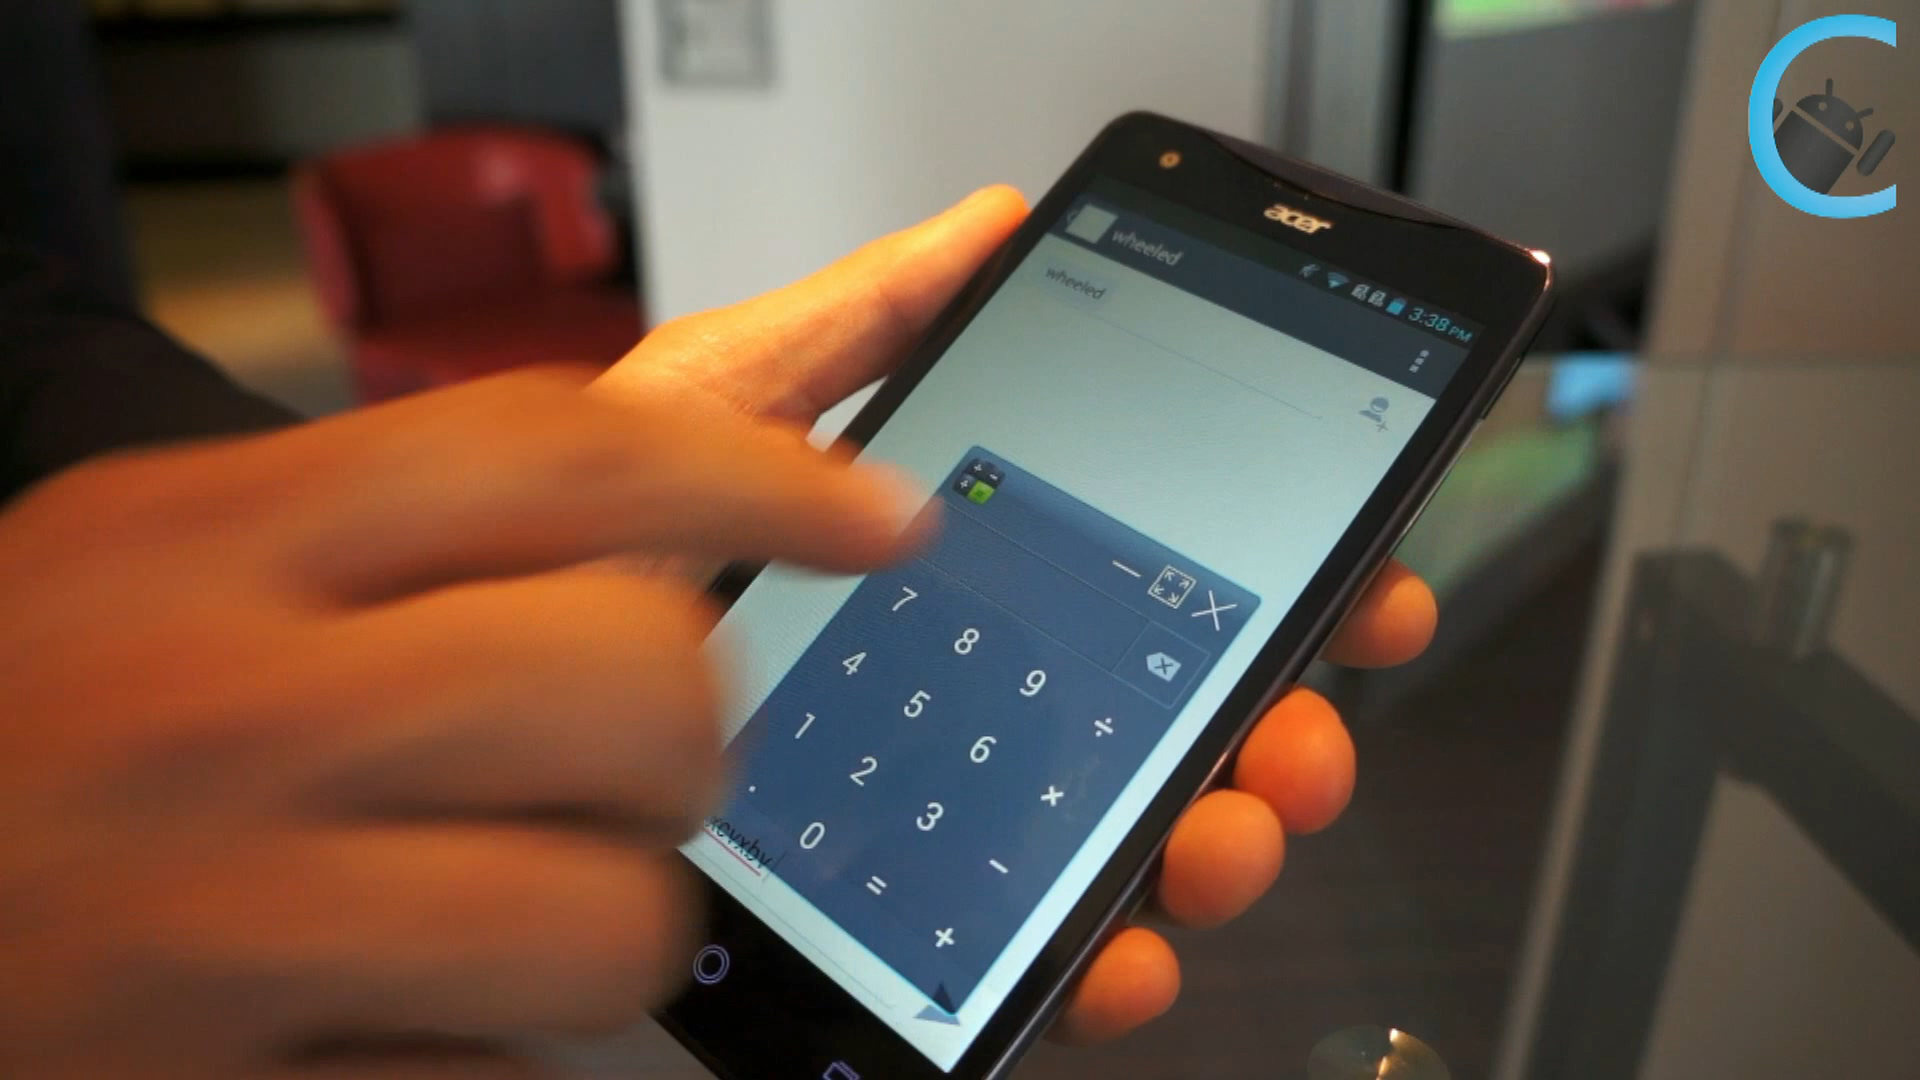 acer
3:38 PM
wheeled
wheeled
7 8 9 ÷
4 5 6 ×
1 2 3 −
. 0 = +